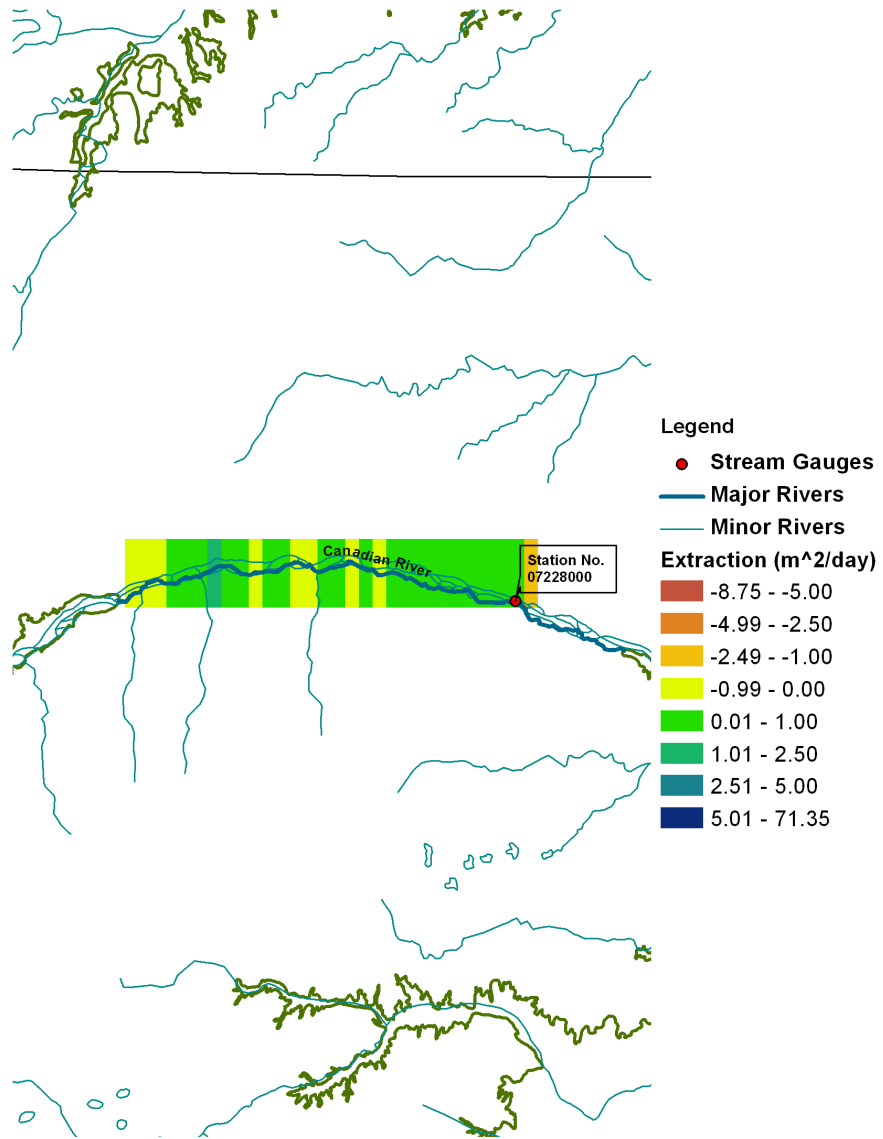 Canadian River
Station No.
07228000
Legend
Stream Gauges
Major Rivers
Minor Rivers
Extraction (m^2/day)
-8.75 - -5.00
-4.99 - -2.50
-2.49 - -1.00
-0.99 - 0.00
0.01 - 1.00
1.01 - 2.50
2.51 - 5.00
5.01 - 71.35